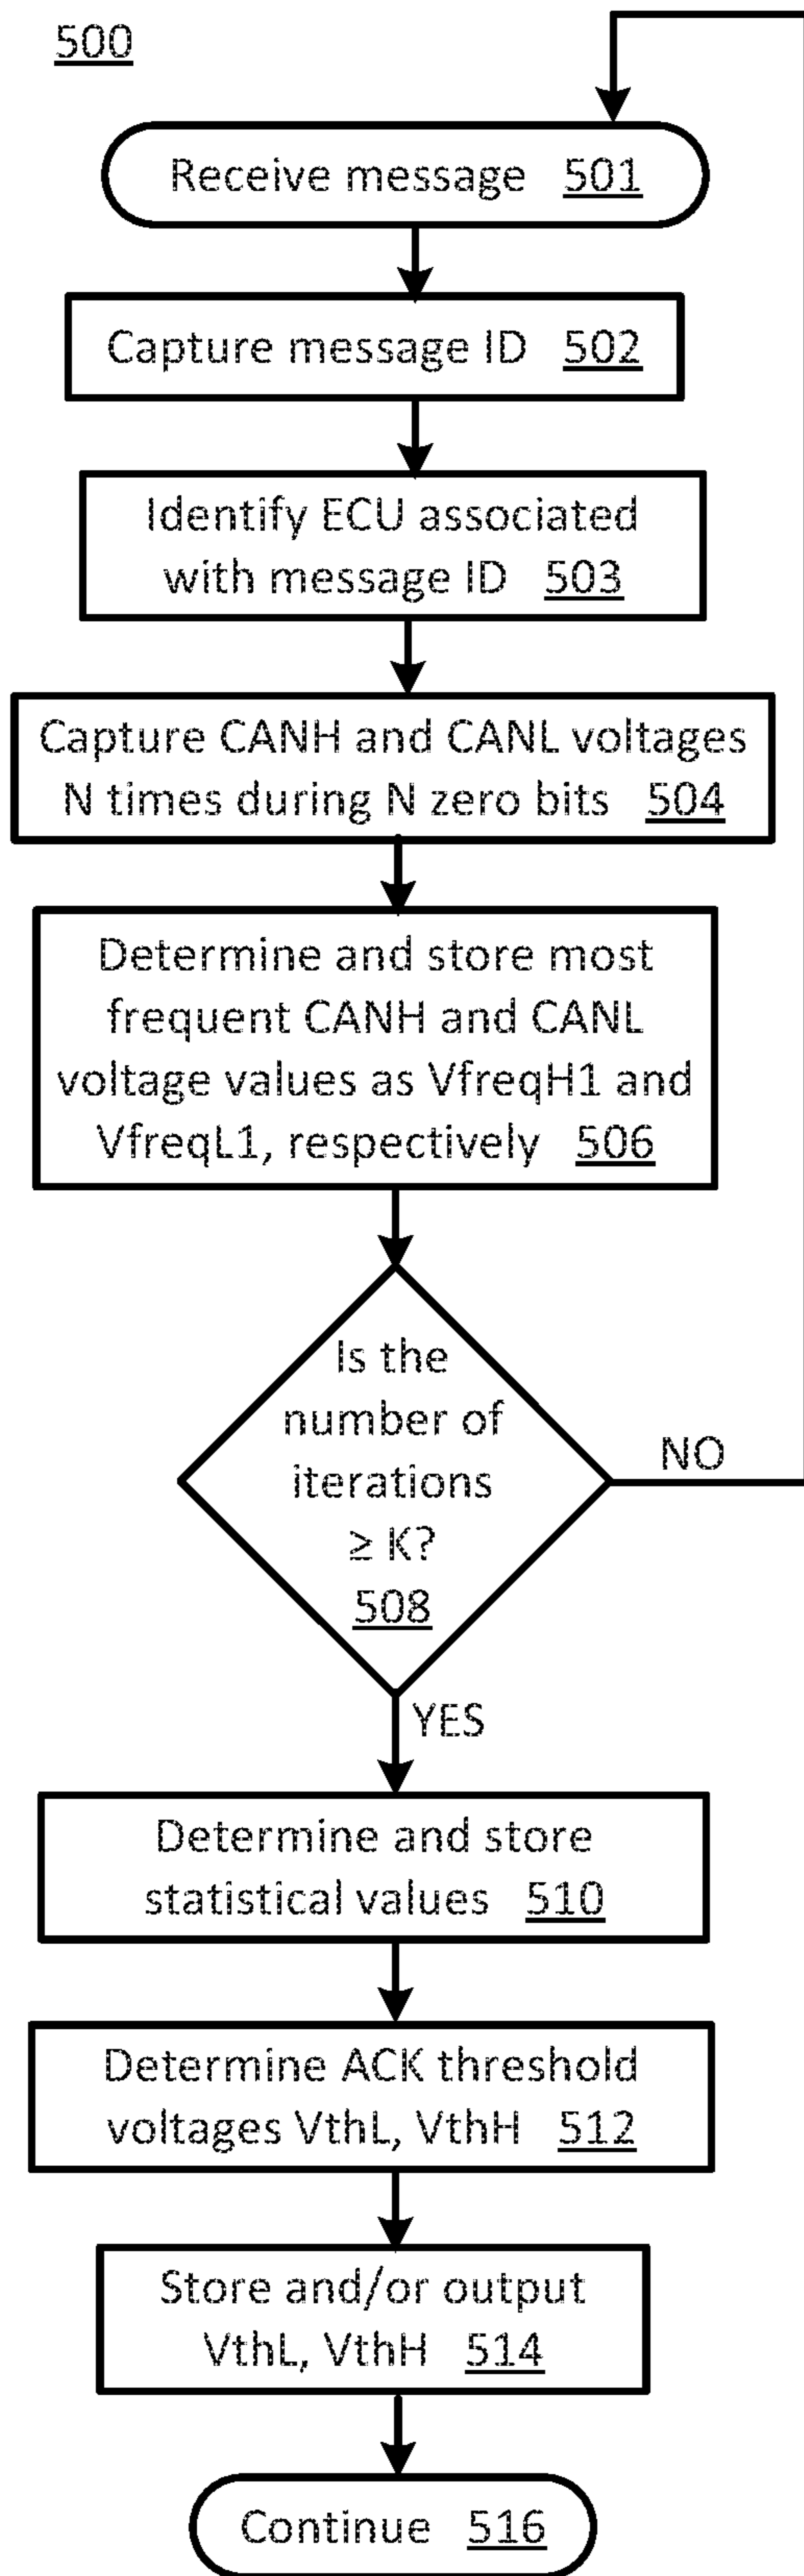 500
Receive message 501
Capture message ID 502
Identify ECU associated
with message ID 503
Capture CANH and CANL voltages
N times during N zero bits 504
Determine and store most
frequent CANH and CANL
voltage values as VfreqH1 and
VfreqL1, respectively 506
Is the
number of
iterations
≥ K?
508
NO
YES
Determine and store
statistical values 510
Determine ACK threshold
voltages VthL, VthH 512
Store and/or output
VthL, VthH 514
Continue 516